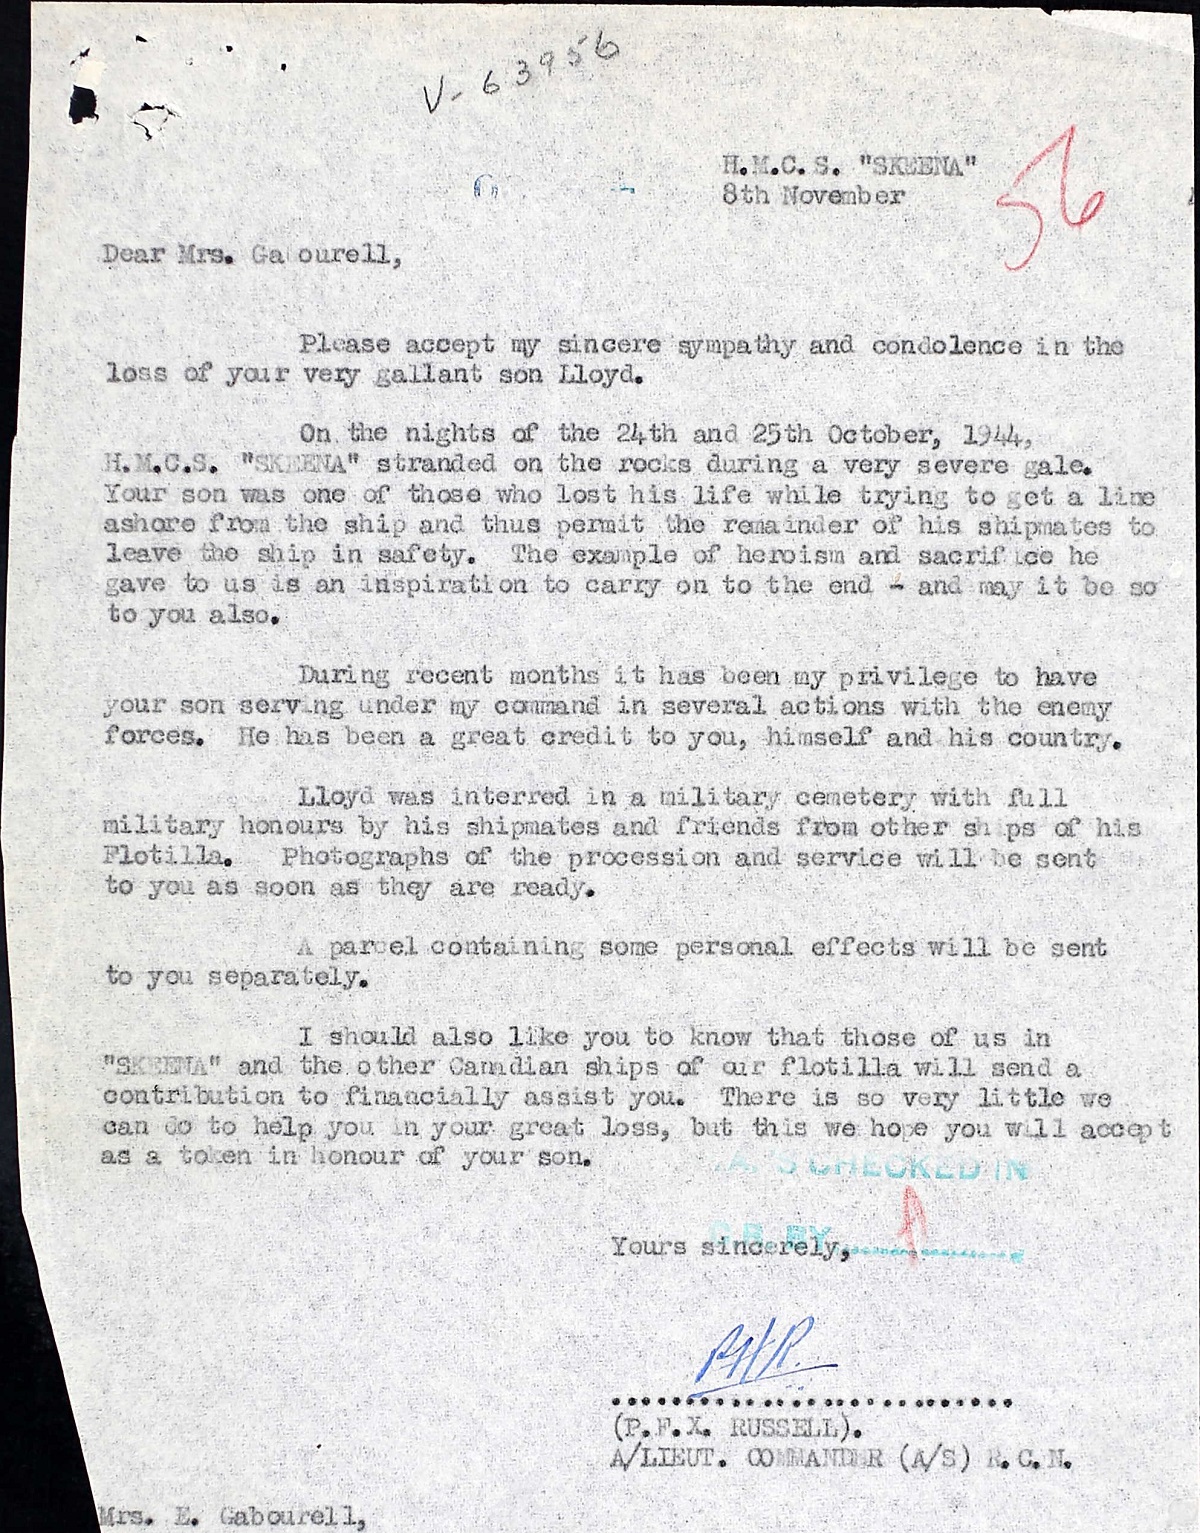 V-63956
H.M.C.S. "SKEENA"
8th November
56
Dear Mrs. Ga ourell,
Please accept my sincere sympathy and condolence in the
loss of your very gallant son Lloyd.
On the nights of the 24th and 25th October, 1944,
H.M.C.S. "SKEENA" stranded on the rocks during a very severe gale.
Your son was one of those who lost his life while trying to get a line
ashore from the ship and thus permit the remainder of his shipmates to
leave the ship in safety. The example of heroism and sacrifice he
gave to us is an inspiration to carry on to the end - and may it be so
to you also.
During recent months it has been my privilege to have
your son serving under my command in several actions with the enemy
forces. He has been a great credit to you, himself and his country.
Lloyd was interred in a military cemetery with full
military honours by his shipmates and friends from other ships of his
Flotilla. Photographs of the procession and service will be sent
to you as soon as they are ready.
A parcel containing some personal effects will be sent
to you separately.
I should also like you to know that those of us in
"SKEENA" and the other Canadian ships of our flotilla will send a
contribution to financially assist you. There is so very little we
can do to help you in your great loss, but this we hope you will accept
as a token in honour of your son.
CHECKED IN
G.B. BY
Yours sincerely,
(P.F.X. RUSSELL).
A/LIEUT. COMMANDER (A/S) R.C.N.
Mrs. E. Gabourell,